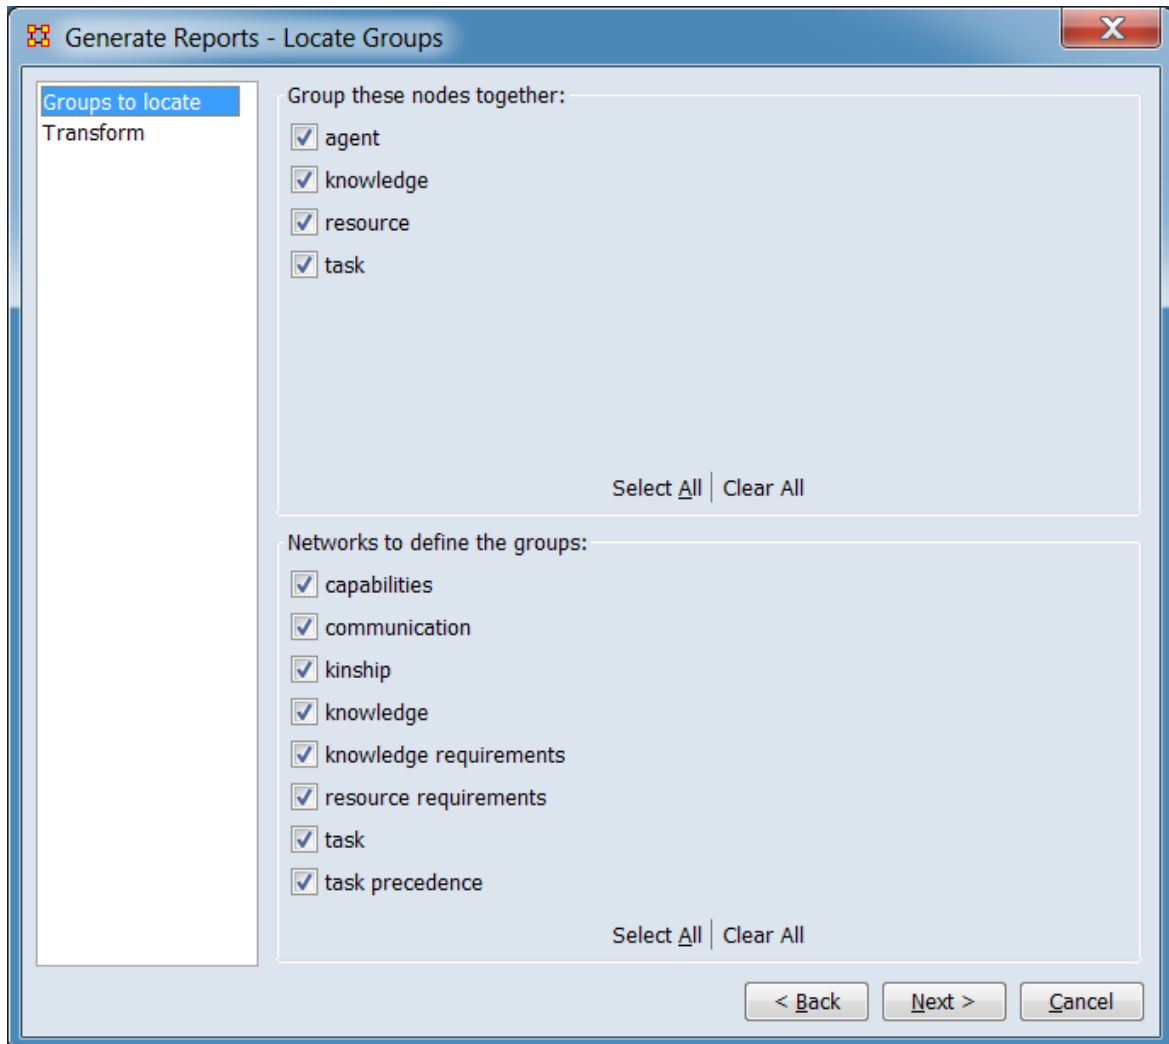 Generate Reports - Locate Groups
Groups to locate
Transform
Group these nodes together:
agent
knowledge
resource
task
Select All | Clear All
Networks to define the groups:
capabilities
communication
kinship
knowledge
knowledge requirements
resource requirements
task
task precedence
Select All | Clear All
< Back Next > Cancel